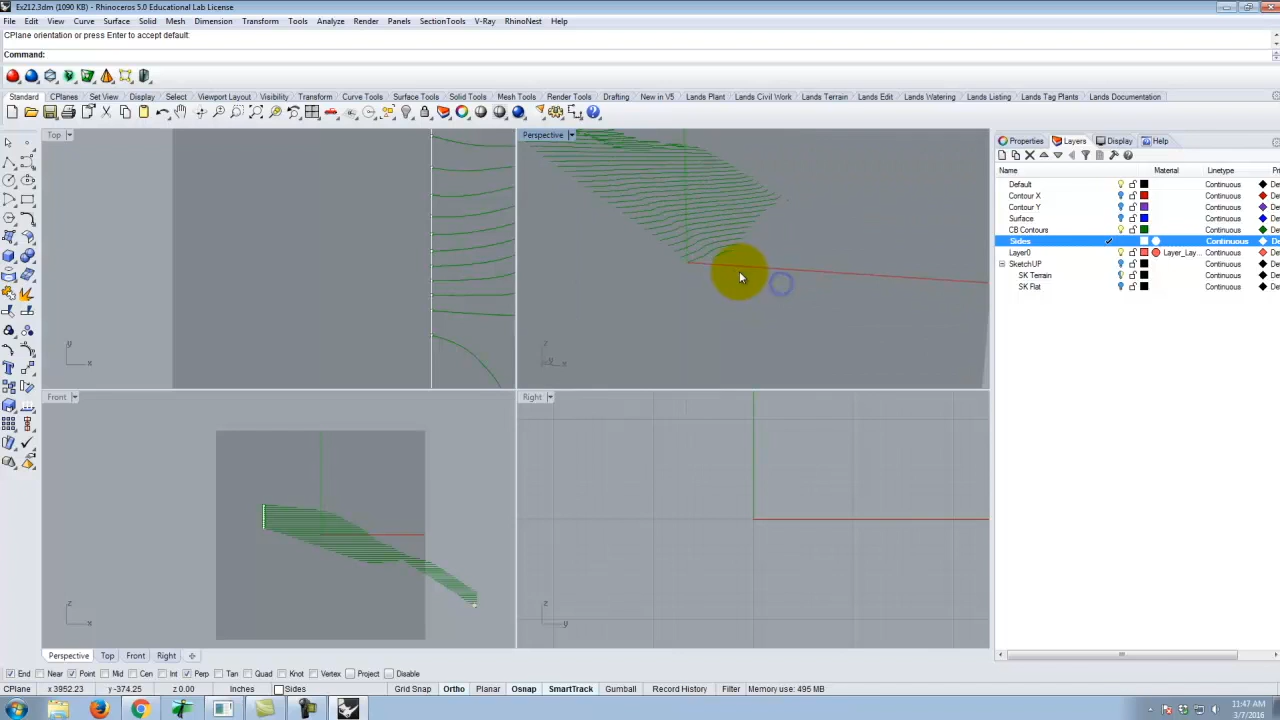 Ex212.3dm (1090 KB) - Rhinoceros 5.0 Educational Lab License
File Edit View Curve Surface Solid Mesh Dimension Transform Tools Analyze Render Panels SectionTools V-Ray RhinoNest Help
CPlane orientation or press Enter to accept default:
Command:
Standard CPlanes Set View Display Select Viewport Layout Visibility Transform Curve Tools Surface Tools Solid Tools Mesh Tools Render Tools Drafting New in V5 Lands Plant Lands Civil Work Lands Terrain Lands Edit Lands Watering Lands Listing Lands Tag Plants Lands Documentation
Top
Perspective
Properties Layers Display Help
Name Material Linetype
Default Continuous
Contour X Continuous
Contour Y Continuous
Surface Continuous
CB Contours Continuous
Sides Continuous
Layer0 Layer_Lay... Continuous
SketchUP Continuous
SK Terrain Continuous
SK Flat Continuous
y
x
z
y
x
Front
Right
z
x
z
y
Perspective Top Front Right
End Near Point Mid Cen Int Perp Tan Quad Knot Vertex Project Disable
CPlane x 3952.23 y -374.25 z 0.00 Inches Sides Grid Snap Ortho Planar Osnap SmartTrack Gumball Record History Filter Memory use: 495 MB
11:47 AM
3/7/2016